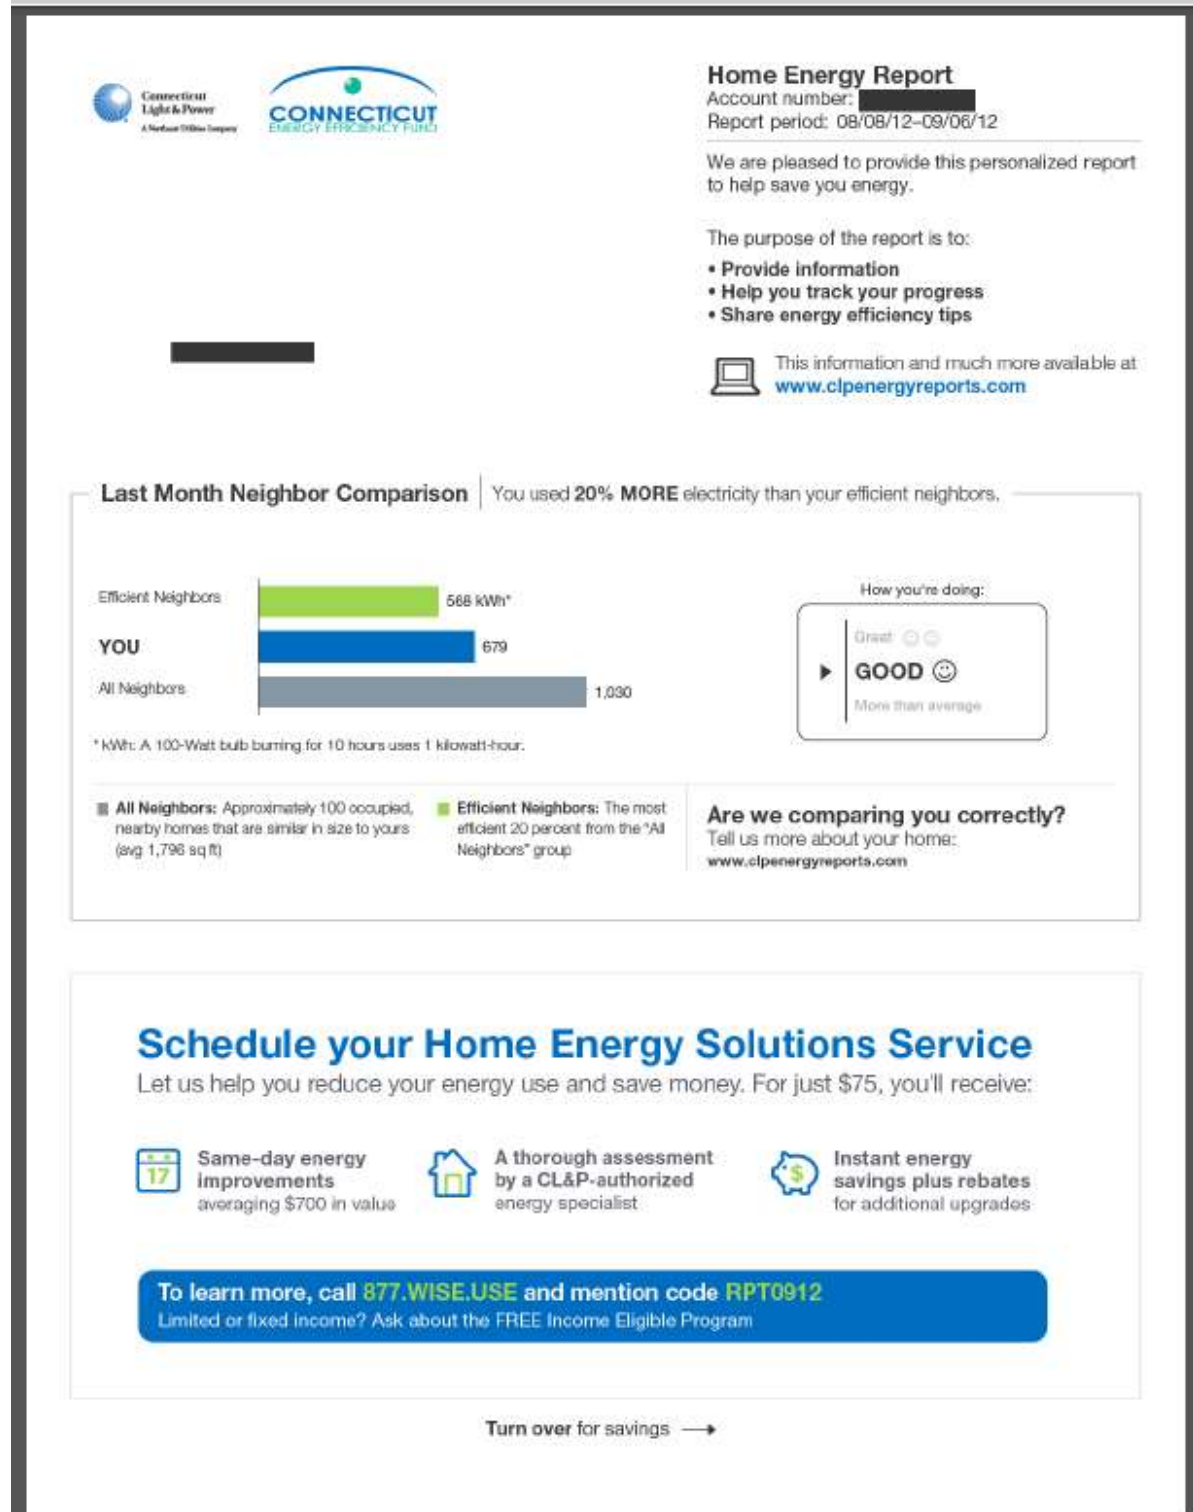 Connecticut
Light & Power
A Northeast Utilities Company
CONNECTICUT
ENERGY EFFICIENCY FUND
Home Energy Report
Account number:
Report period: 08/08/12–09/06/12
We are pleased to provide this personalized report
to help save you energy.
The purpose of the report is to:
• Provide information
• Help you track your progress
• Share energy efficiency tips
This information and much more available at
www.clpenergyreports.com
Last Month Neighbor Comparison | You used 20% MORE electricity than your efficient neighbors.
Efficient Neighbors 568 kWh*
YOU 679
All Neighbors 1,030
* kWh: A 100-Watt bulb burning for 10 hours uses 1 kilowatt-hour.
How you're doing:
Great
GOOD
More than average
All Neighbors: Approximately 100 occupied,
nearby homes that are similar in size to yours
(avg 1,796 sq ft)
Efficient Neighbors: The most
efficient 20 percent from the "All
Neighbors" group
Are we comparing you correctly?
Tell us more about your home:
www.clpenergyreports.com
Schedule your Home Energy Solutions Service
Let us help you reduce your energy use and save money. For just $75, you'll receive:
17
Same-day energy
improvements
averaging $700 in value
A thorough assessment
by a CL&P-authorized
energy specialist
$
Instant energy
savings plus rebates
for additional upgrades
To learn more, call 877.WISE.USE and mention code RPT0912
Limited or fixed income? Ask about the FREE Income Eligible Program
Turn over for savings →